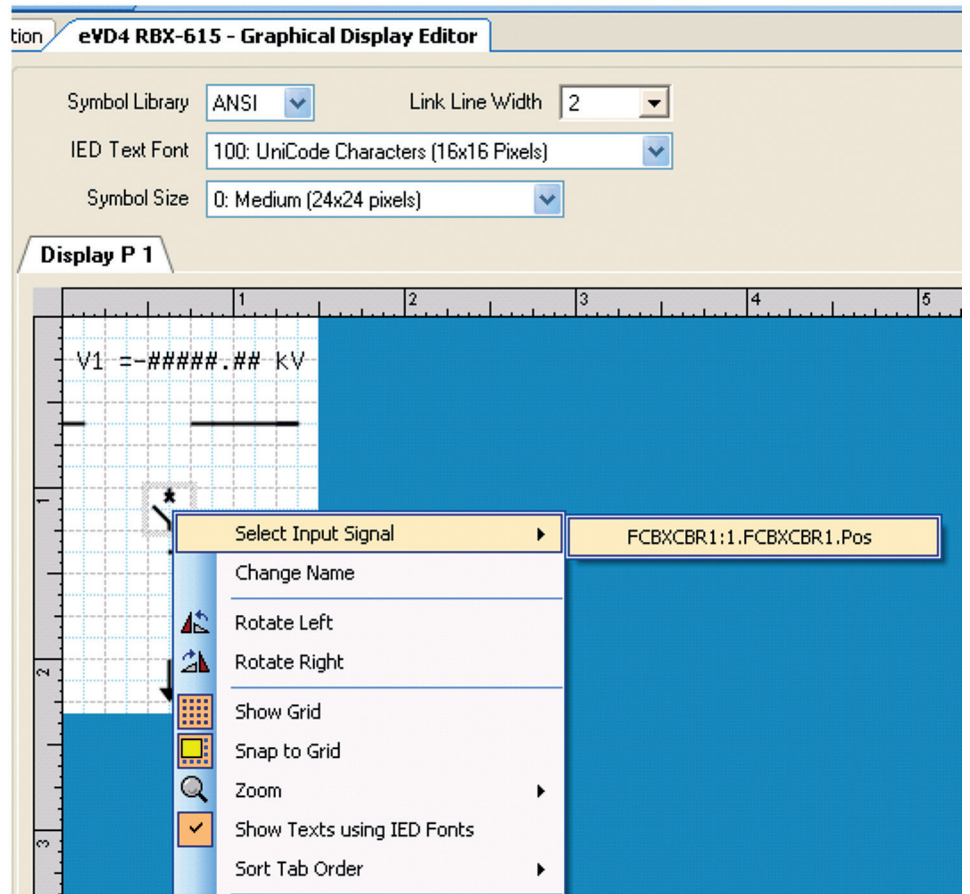 tion eVD4 RBX-615 - Graphical Display Editor
Symbol Library ANSI Link Line Width 2
IED Text Font 100: UniCode Characters (16x16 Pixels)
Symbol Size 0: Medium (24x24 pixels)
Display P 1
1 2 3 4 5
V1 =-#####.## kV
1
Select Input Signal FCBXCBR1:1.FCBXCBR1.Pos
Change Name
Rotate Left
Rotate Right
2
Show Grid
Snap to Grid
Zoom
Show Texts using IED Fonts
3
Sort Tab Order